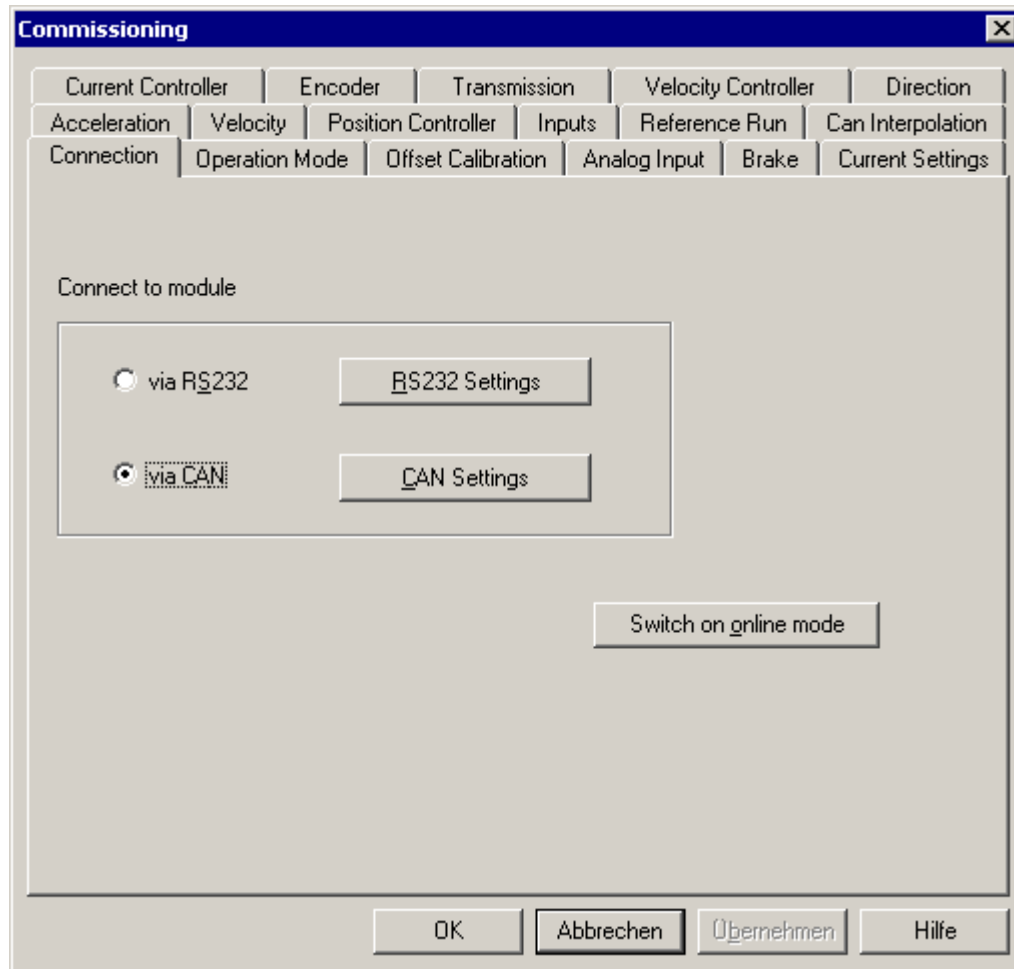 Commissioning
Current Controller Encoder Transmission Velocity Controller Direction
Acceleration Velocity Position Controller Inputs Reference Run Can Interpolation
Connection Operation Mode Offset Calibration Analog Input Brake Current Settings
Connect to module
via RS232 RS232 Settings
via CAN CAN Settings
Switch on online mode
OK Abbrechen Übernehmen Hilfe